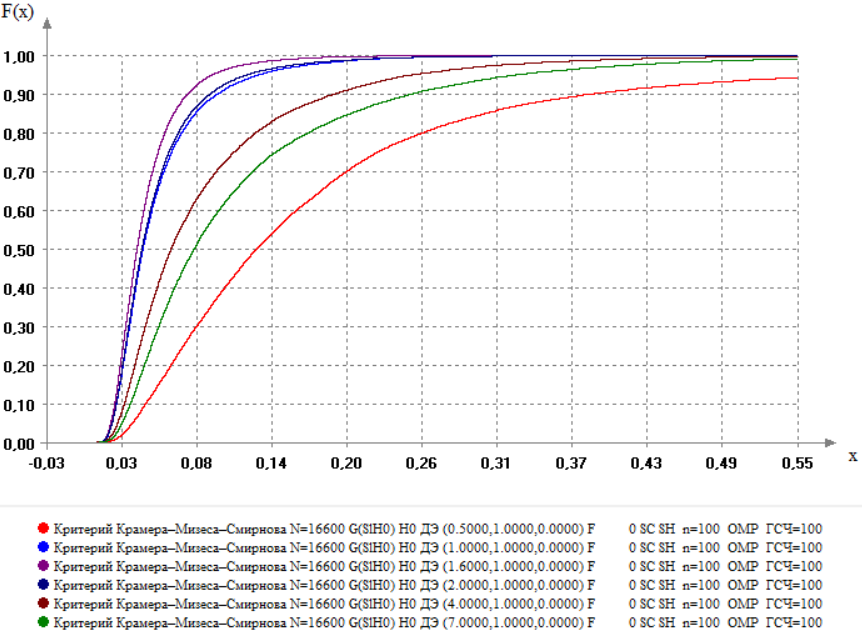 F(x)
1,00
0,90
0,80
0,70
0,60
0,50
0,40
0,30
0,20
0,10
0,00
-0,03 0,03 0,08 0,14 0,20 0,26 0,31 0,37 0,43 0,49 0,55
x
Критерий Крамера–Мизеса–Смирнова N=16600 G(S|H0) H0 ДЭ (0.5000,1.0000,0.0000) F 0 SC SH n=100 ОМР ГСЧ=100
Критерий Крамера–Мизеса–Смирнова N=16600 G(S|H0) H0 ДЭ (1.0000,1.0000,0.0000) F 0 SC SH n=100 ОМР ГСЧ=100
Критерий Крамера–Мизеса–Смирнова N=16600 G(S|H0) H0 ДЭ (1.6000,1.0000,0.0000) F 0 SC SH n=100 ОМР ГСЧ=100
Критерий Крамера–Мизеса–Смирнова N=16600 G(S|H0) H0 ДЭ (2.0000,1.0000,0.0000) F 0 SC SH n=100 ОМР ГСЧ=100
Критерий Крамера–Мизеса–Смирнова N=16600 G(S|H0) H0 ДЭ (4.0000,1.0000,0.0000) F 0 SC SH n=100 ОМР ГСЧ=100
Критерий Крамера–Мизеса–Смирнова N=16600 G(S|H0) H0 ДЭ (7.0000,1.0000,0.0000) F 0 SC SH n=100 ОМР ГСЧ=100